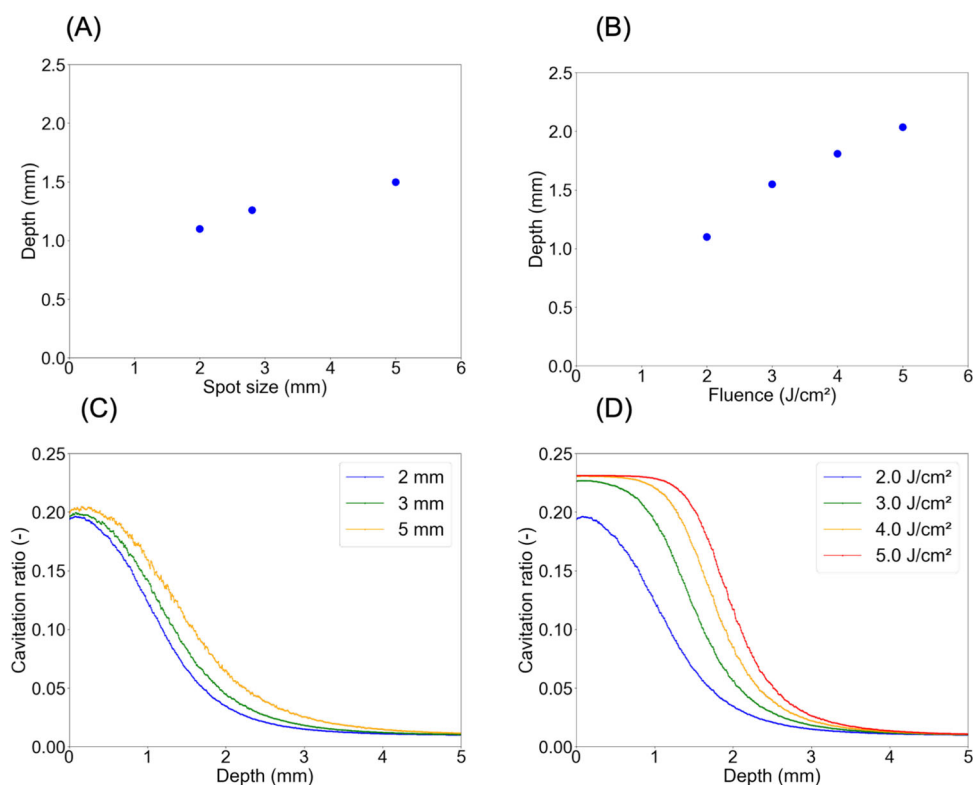 (A)
2.5
2.0
1.5
1.0
0.5
0.0
Depth (mm)
0 1 2 3 4 5 6
Spot size (mm)
(B)
2.5
2.0
1.5
1.0
0.5
0.0
Depth (mm)
0 1 2 3 4 5 6
Fluence (J/cm²)
(C)
0.25
0.20
0.15
0.10
0.05
0.00
Cavitation ratio (-)
2 mm
3 mm
5 mm
0 1 2 3 4 5
Depth (mm)
(D)
0.25
0.20
0.15
0.10
0.05
0.00
Cavitation ratio (-)
2.0 J/cm²
3.0 J/cm²
4.0 J/cm²
5.0 J/cm²
0 1 2 3 4 5
Depth (mm)